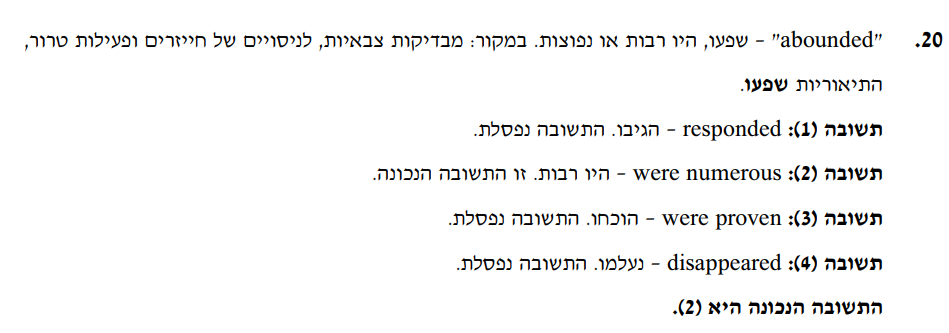 20. "abounded" – שפעו, היו רבות או נפוצות. במקור: מבדיקות צבאיות, לניסויים של חייזרים ופעילות טרור,
התיאוריות שפעו.
תשובה (1): responded – הגיבו. התשובה נפסלת.
תשובה (2): were numerous – היו רבות. זו התשובה הנכונה.
תשובה (3): were proven – הוכחו. התשובה נפסלת.
תשובה (4): disappeared – נעלמו. התשובה נפסלת.
התשובה הנכונה היא (2).